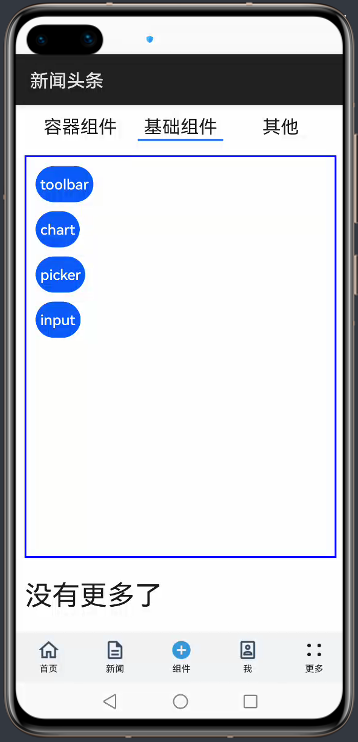 新闻头条
容器组件 基础组件 其他
toolbar
chart
picker
input
没有更多了
首页 新闻 组件 我 更多